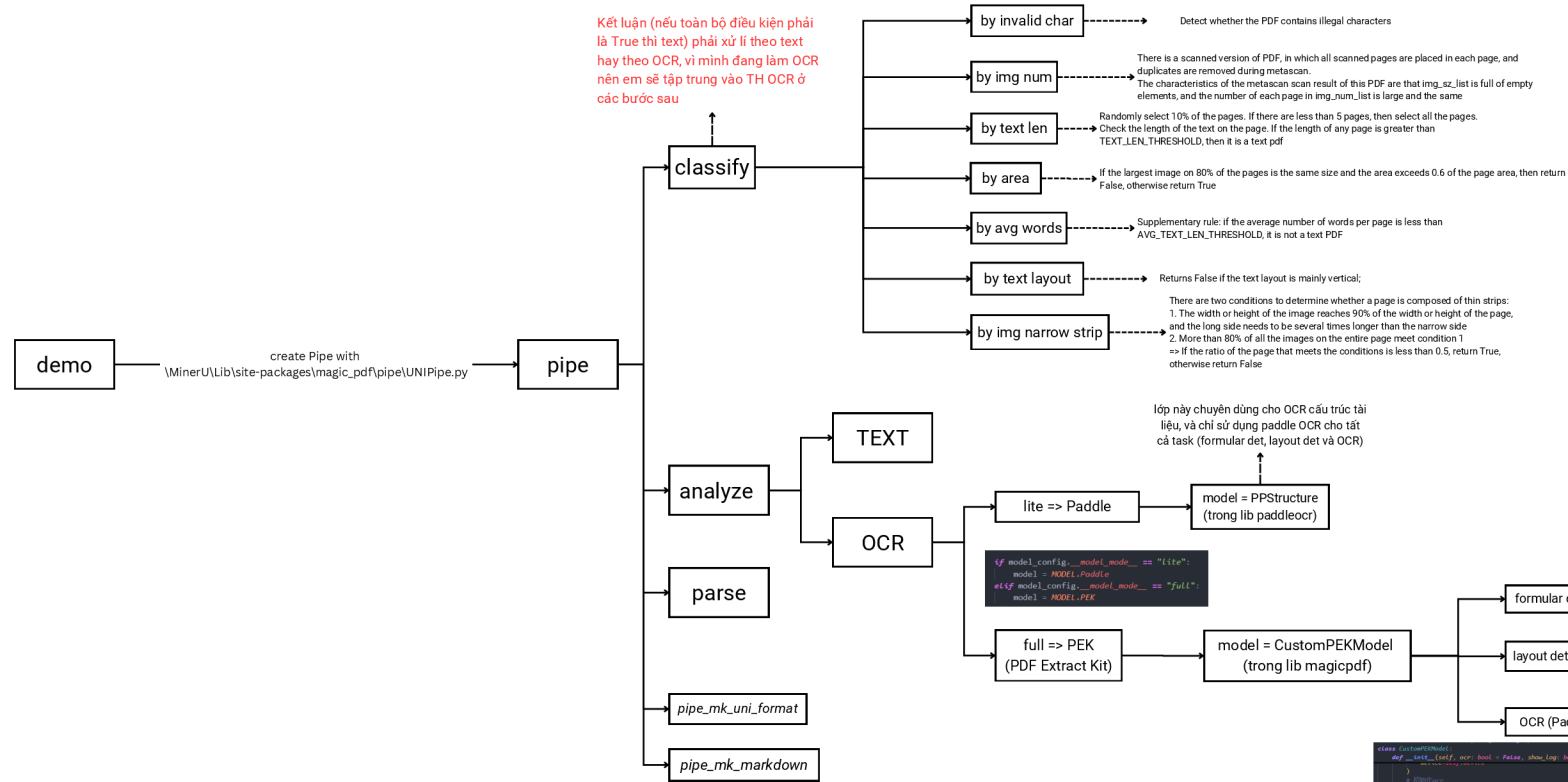 Kết luận (nếu toàn bộ điều kiện phải
là True thì text) phải xử lí theo text
hay theo OCR, vì mình đang làm OCR
nên em sẽ tập trung vào TH OCR ở
các bước sau
classify
by invalid char
Detect whether the PDF contains illegal characters
by img num
There is a scanned version of PDF, in which all scanned pages are placed in each page, and
duplicates are removed during metascan.
The characteristics of the metascan scan result of this PDF are that img_sz_list is full of empty
elements, and the number of each page in img_num_list is large and the same
by text len
Randomly select 10% of the pages. If there are less than 5 pages, then select all the pages.
Check the length of the text on the page. If the length of any page is greater than
TEXT_LEN_THRESHOLD, then it is a text pdf
by area
If the largest image on 80% of the pages is the same size and the area exceeds 0.6 of the page area, then return
False, otherwise return True
by avg words
Supplementary rule: if the average number of words per page is less than
AVG_TEXT_LEN_THRESHOLD, it is not a text PDF
by text layout
Returns False if the text layout is mainly vertical;
by img narrow strip
There are two conditions to determine whether a page is composed of thin strips:
1. The width or height of the image reaches 90% of the width or height of the page,
and the long side needs to be several times longer than the narrow side
2. More than 80% of all the images on the entire page meet condition 1
=> If the ratio of the page that meets the conditions is less than 0.5, return True,
otherwise return False
demo
create Pipe with
\MinerU\Lib\site-packages\magic_pdf\pipe\UNIPipe.py
pipe
analyze
TEXT
OCR
lite => Paddle
model = PPStructure
(trong lib paddleocr)
lớp này chuyên dùng cho OCR cấu trúc tài
liệu, và chỉ sử dụng paddle OCR cho tất
cả task (formular det, layout det và OCR)
if model_config.__model_mode__ == "lite":
model = MODEL.Paddle
elif model_config.__model_mode__ == "full":
model = MODEL.PEK
full => PEK
(PDF Extract Kit)
model = CustomPEKModel
(trong lib magicpdf)
formular
layout det
OCR (Pad
class CustomPEKModel:
def __init__(self, ocr: bool = False, show_log:
)
parse
pipe_mk_uni_format
pipe_mk_markdown